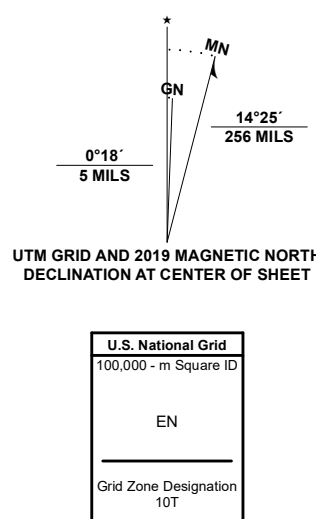 ★
MN
GN
14°25´
256 MILS
0°18´
5 MILS
UTM GRID AND 2019 MAGNETIC NORTH
DECLINATION AT CENTER OF SHEET
U.S. National Grid
100,000 - m Square ID
EN
Grid Zone Designation
10T